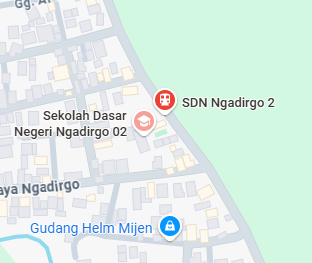 Gg. A
SDN Ngadirgo 2
Sekolah Dasar
Negeri Ngadirgo 02
aya Ngadirgo
Gudang Helm Mijen